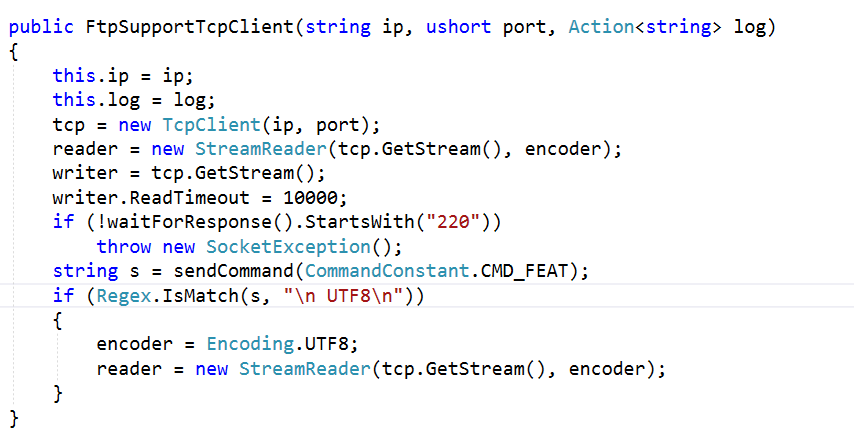 public FtpSupportTcpClient(string ip, ushort port, Action<string> log)
{
    this.ip = ip;
    this.log = log;
    tcp = new TcpClient(ip, port);
    reader = new StreamReader(tcp.GetStream(), encoder);
    writer = tcp.GetStream();
    writer.ReadTimeout = 10000;
    if (!waitForResponse().StartsWith("220"))
        throw new SocketException();
    string s = sendCommand(CommandConstant.CMD_FEAT);
    if (Regex.IsMatch(s, "\n UTF8\n"))
    {
        encoder = Encoding.UTF8;
        reader = new StreamReader(tcp.GetStream(), encoder);
    }
}